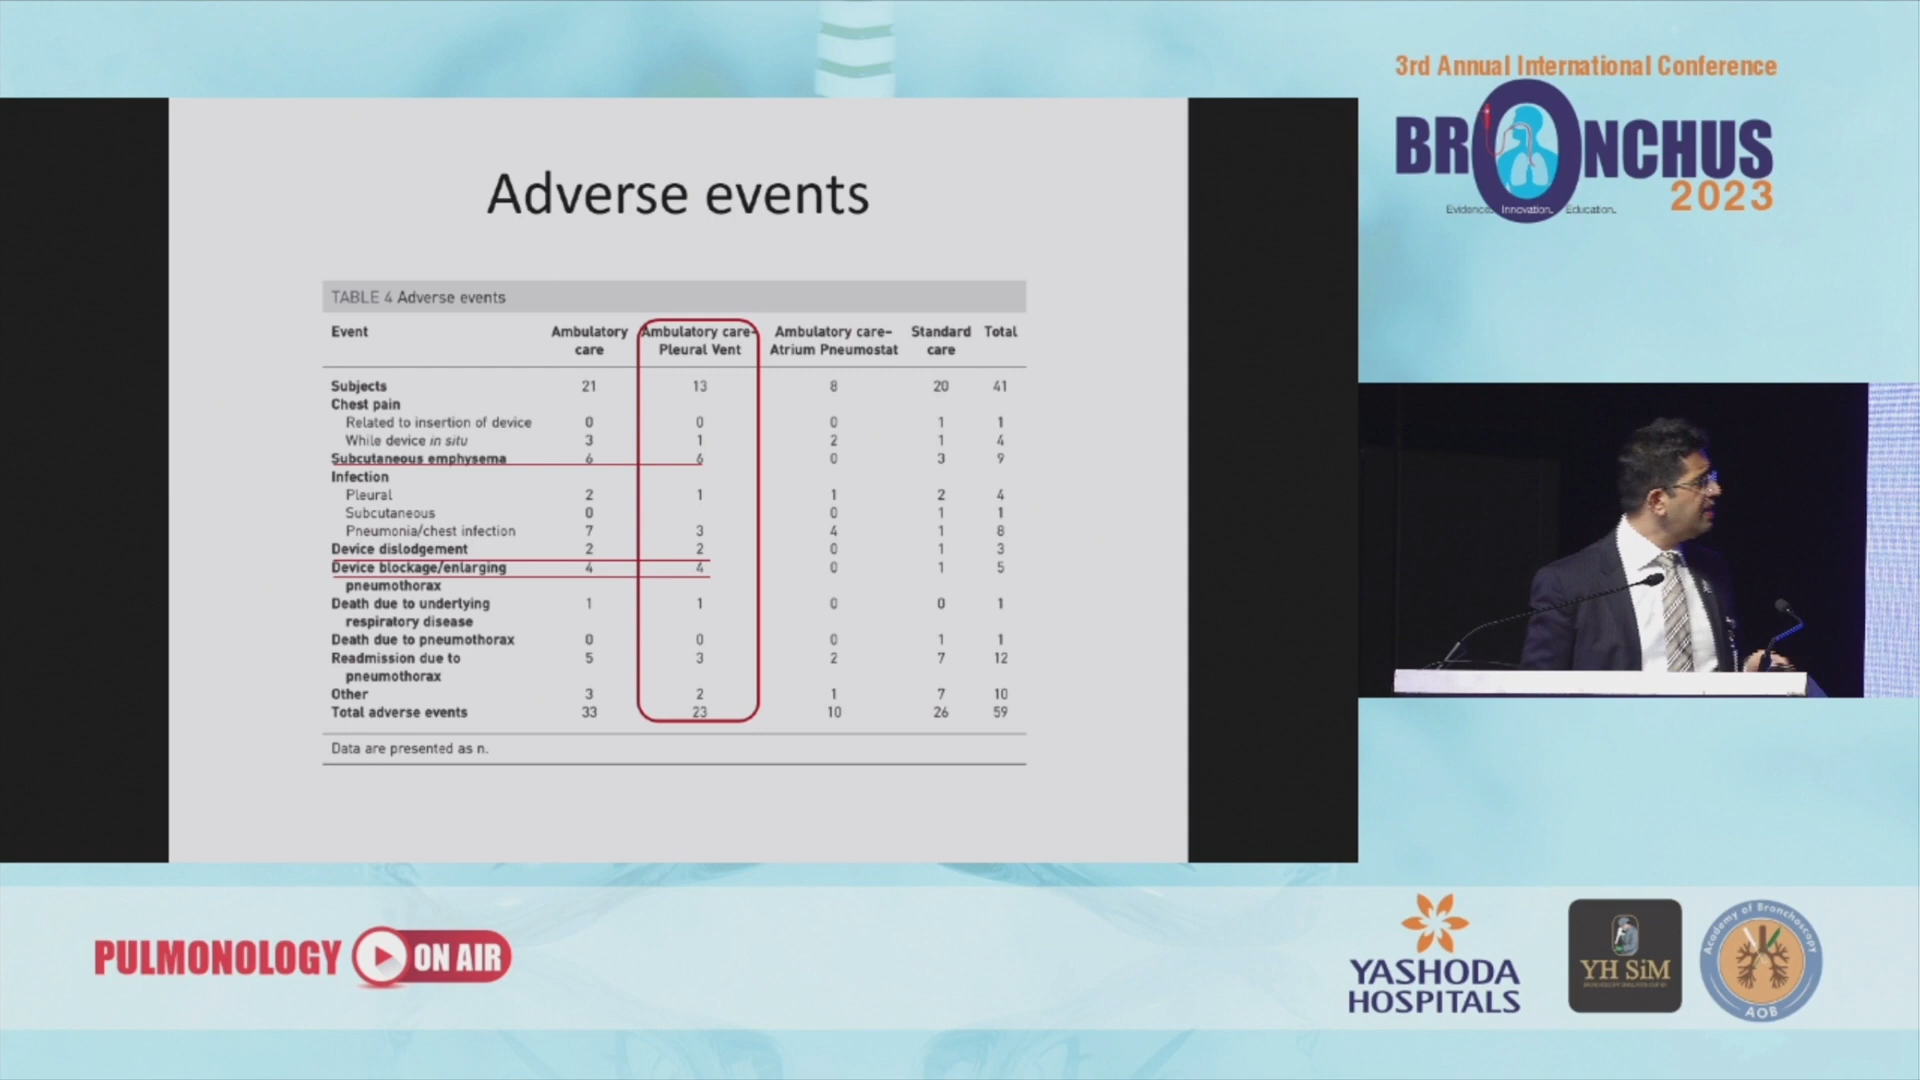 3rd Annual International Conference
BRONCHUS
2023
Evidence. Innovation. Education.
Adverse events
TABLE 4 Adverse events
Event Ambulatory care Ambulatory care– Pleural Vent Ambulatory care– Atrium Pneumostat Standard care Total
Subjects 21 13 8 20 41
Chest pain
Related to insertion of device 0 0 0 1 1
While device in situ 3 1 2 1 4
Subcutaneous emphysema 6 6 0 3 9
Infection
Pleural 2 1 1 2 4
Subcutaneous 0 0 1 1
Pneumonia/chest infection 7 3 4 1 8
Device dislodgement 2 2 0 1 3
Device blockage/enlarging 4 4 0 1 5
pneumothorax
Death due to underlying 1 1 0 0 1
respiratory disease
Death due to pneumothorax 0 0 0 1 1
Readmission due to 5 3 2 7 12
pneumothorax
Other 3 2 1 7 10
Total adverse events 33 23 10 26 59
Data are presented as n.
PULMONOLOGY ON AIR
YASHODA
HOSPITALS
YH SiM
Academy of Bronchoscopy
AOB